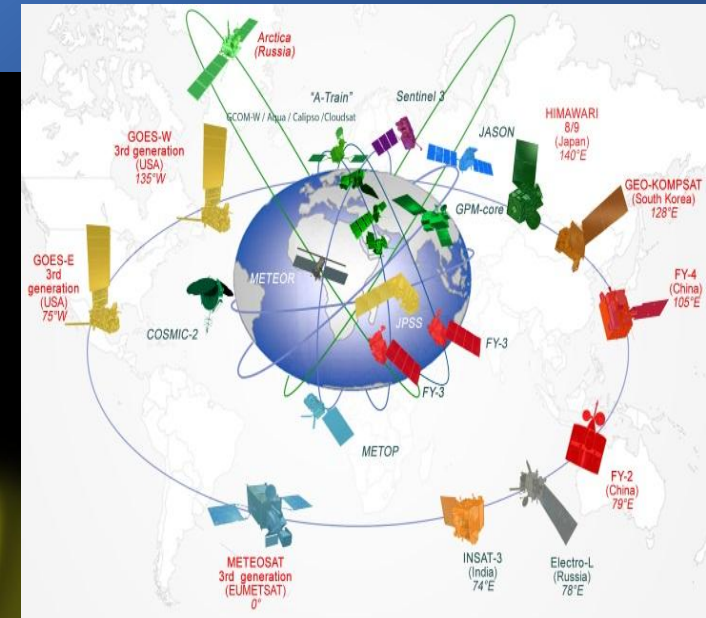 Arctica
(Russia)
"A-Train"
GCOM-W / Aqua / Calipso /Cloudsat
Sentinel 3
JASON
HIMAWARI
8/9
(Japan)
140°E
GOES-W
3rd generation
(USA)
135°W
GEO-KOMPSAT
(South Korea)
128°E
GPM-core
GOES-E
3rd
generation
(USA)
75°W
METEOR
FY-4
(China)
105°E
COSMIC-2
JPSS
FY-3
FY-3
METOP
FY-2
(China)
79°E
METEOSAT
3rd generation
(EUMETSAT)
0°
INSAT-3
(India)
74°E
Electro-L
(Russia)
78°E